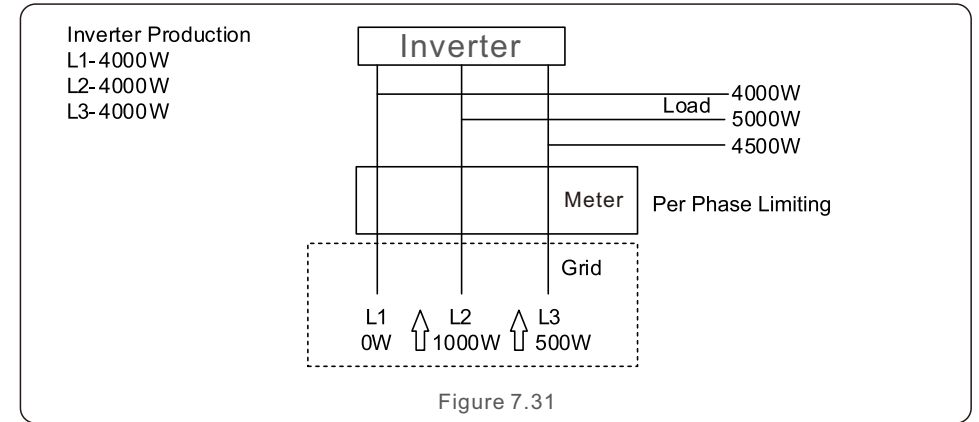 Inverter Production
L1-4000W
L2-4000W
L3-4000W
Inverter
Load
4000W
5000W
4500W
Meter
Per Phase Limiting
Grid
L1 L2 L3
0W 1000W 500W
Figure 7.31